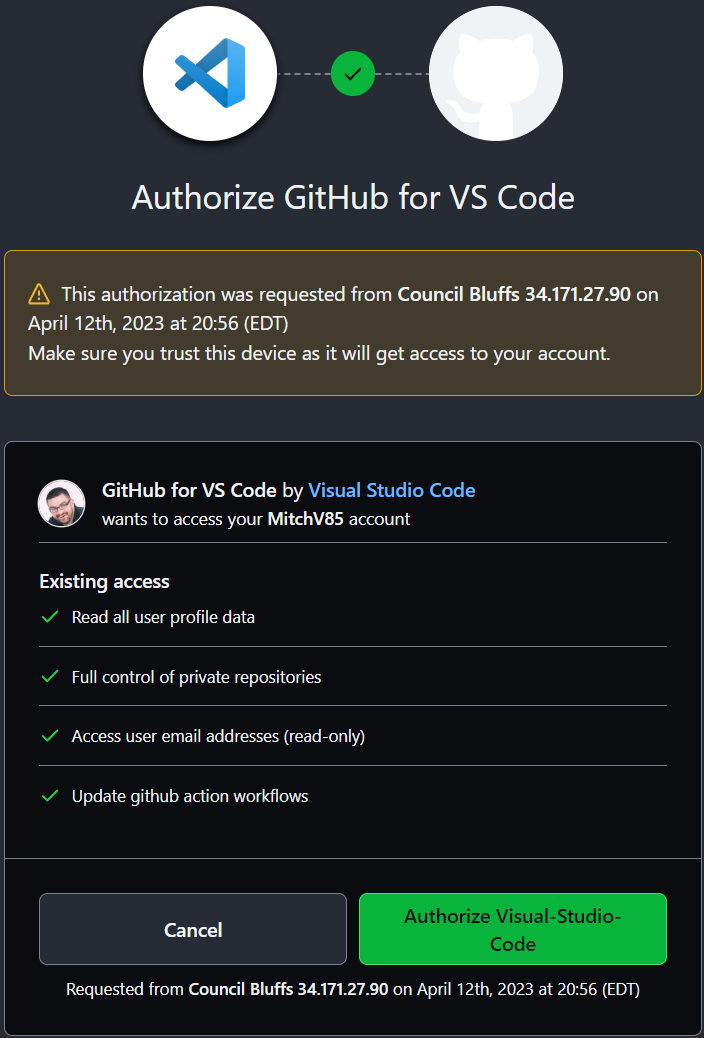 Authorize GitHub for VS Code
This authorization was requested from Council Bluffs 34.171.27.90 on
April 12th, 2023 at 20:56 (EDT)
Make sure you trust this device as it will get access to your account.
GitHub for VS Code by Visual Studio Code
wants to access your MitchV85 account
Existing access
Read all user profile data
Full control of private repositories
Access user email addresses (read-only)
Update github action workflows
Cancel
Authorize Visual-Studio-
Code
Requested from Council Bluffs 34.171.27.90 on April 12th, 2023 at 20:56 (EDT)